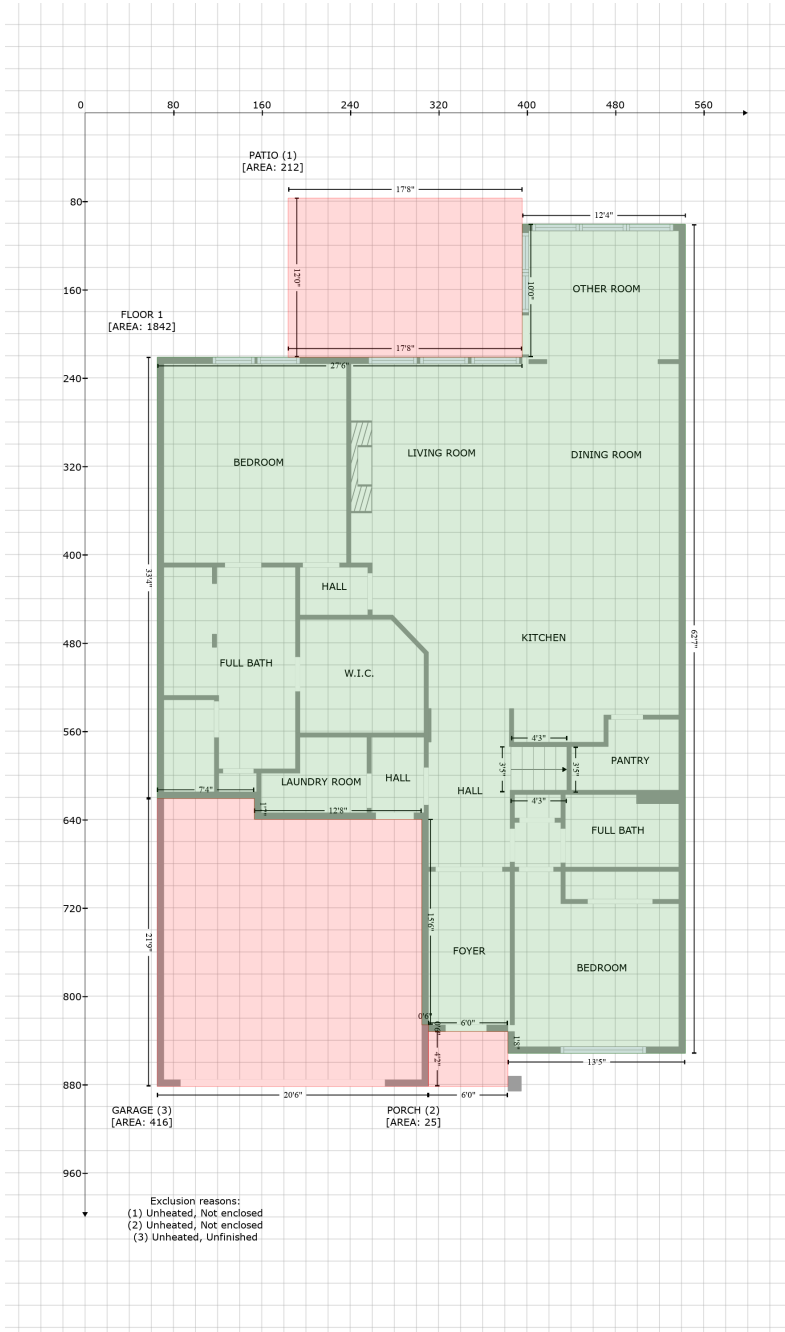 0 80 160 240 320 400 480 560
PATIO (1)
[AREA: 212]
17'8"
80
12'4"
12'0"
10'0"
160
OTHER ROOM
FLOOR 1
[AREA: 1842]
17'8"
27'6"
240
320
BEDROOM
LIVING ROOM
DINING ROOM
400
33'4"
HALL
480
KITCHEN
62'7"
FULL BATH
W.I.C.
560
4'3"
3'5"
3'5"
PANTRY
LAUNDRY ROOM
HALL
HALL
7'4"
4'3"
12'8"
640
FULL BATH
720
15'6"
21'9"
FOYER
BEDROOM
800
0'6"
6'0"
4'2"
1'8"
13'5"
880
20'6"
6'0"
GARAGE (3)
[AREA: 416]
PORCH (2)
[AREA: 25]
960
Exclusion reasons:
(1) Unheated, Not enclosed
(2) Unheated, Not enclosed
(3) Unheated, Unfinished